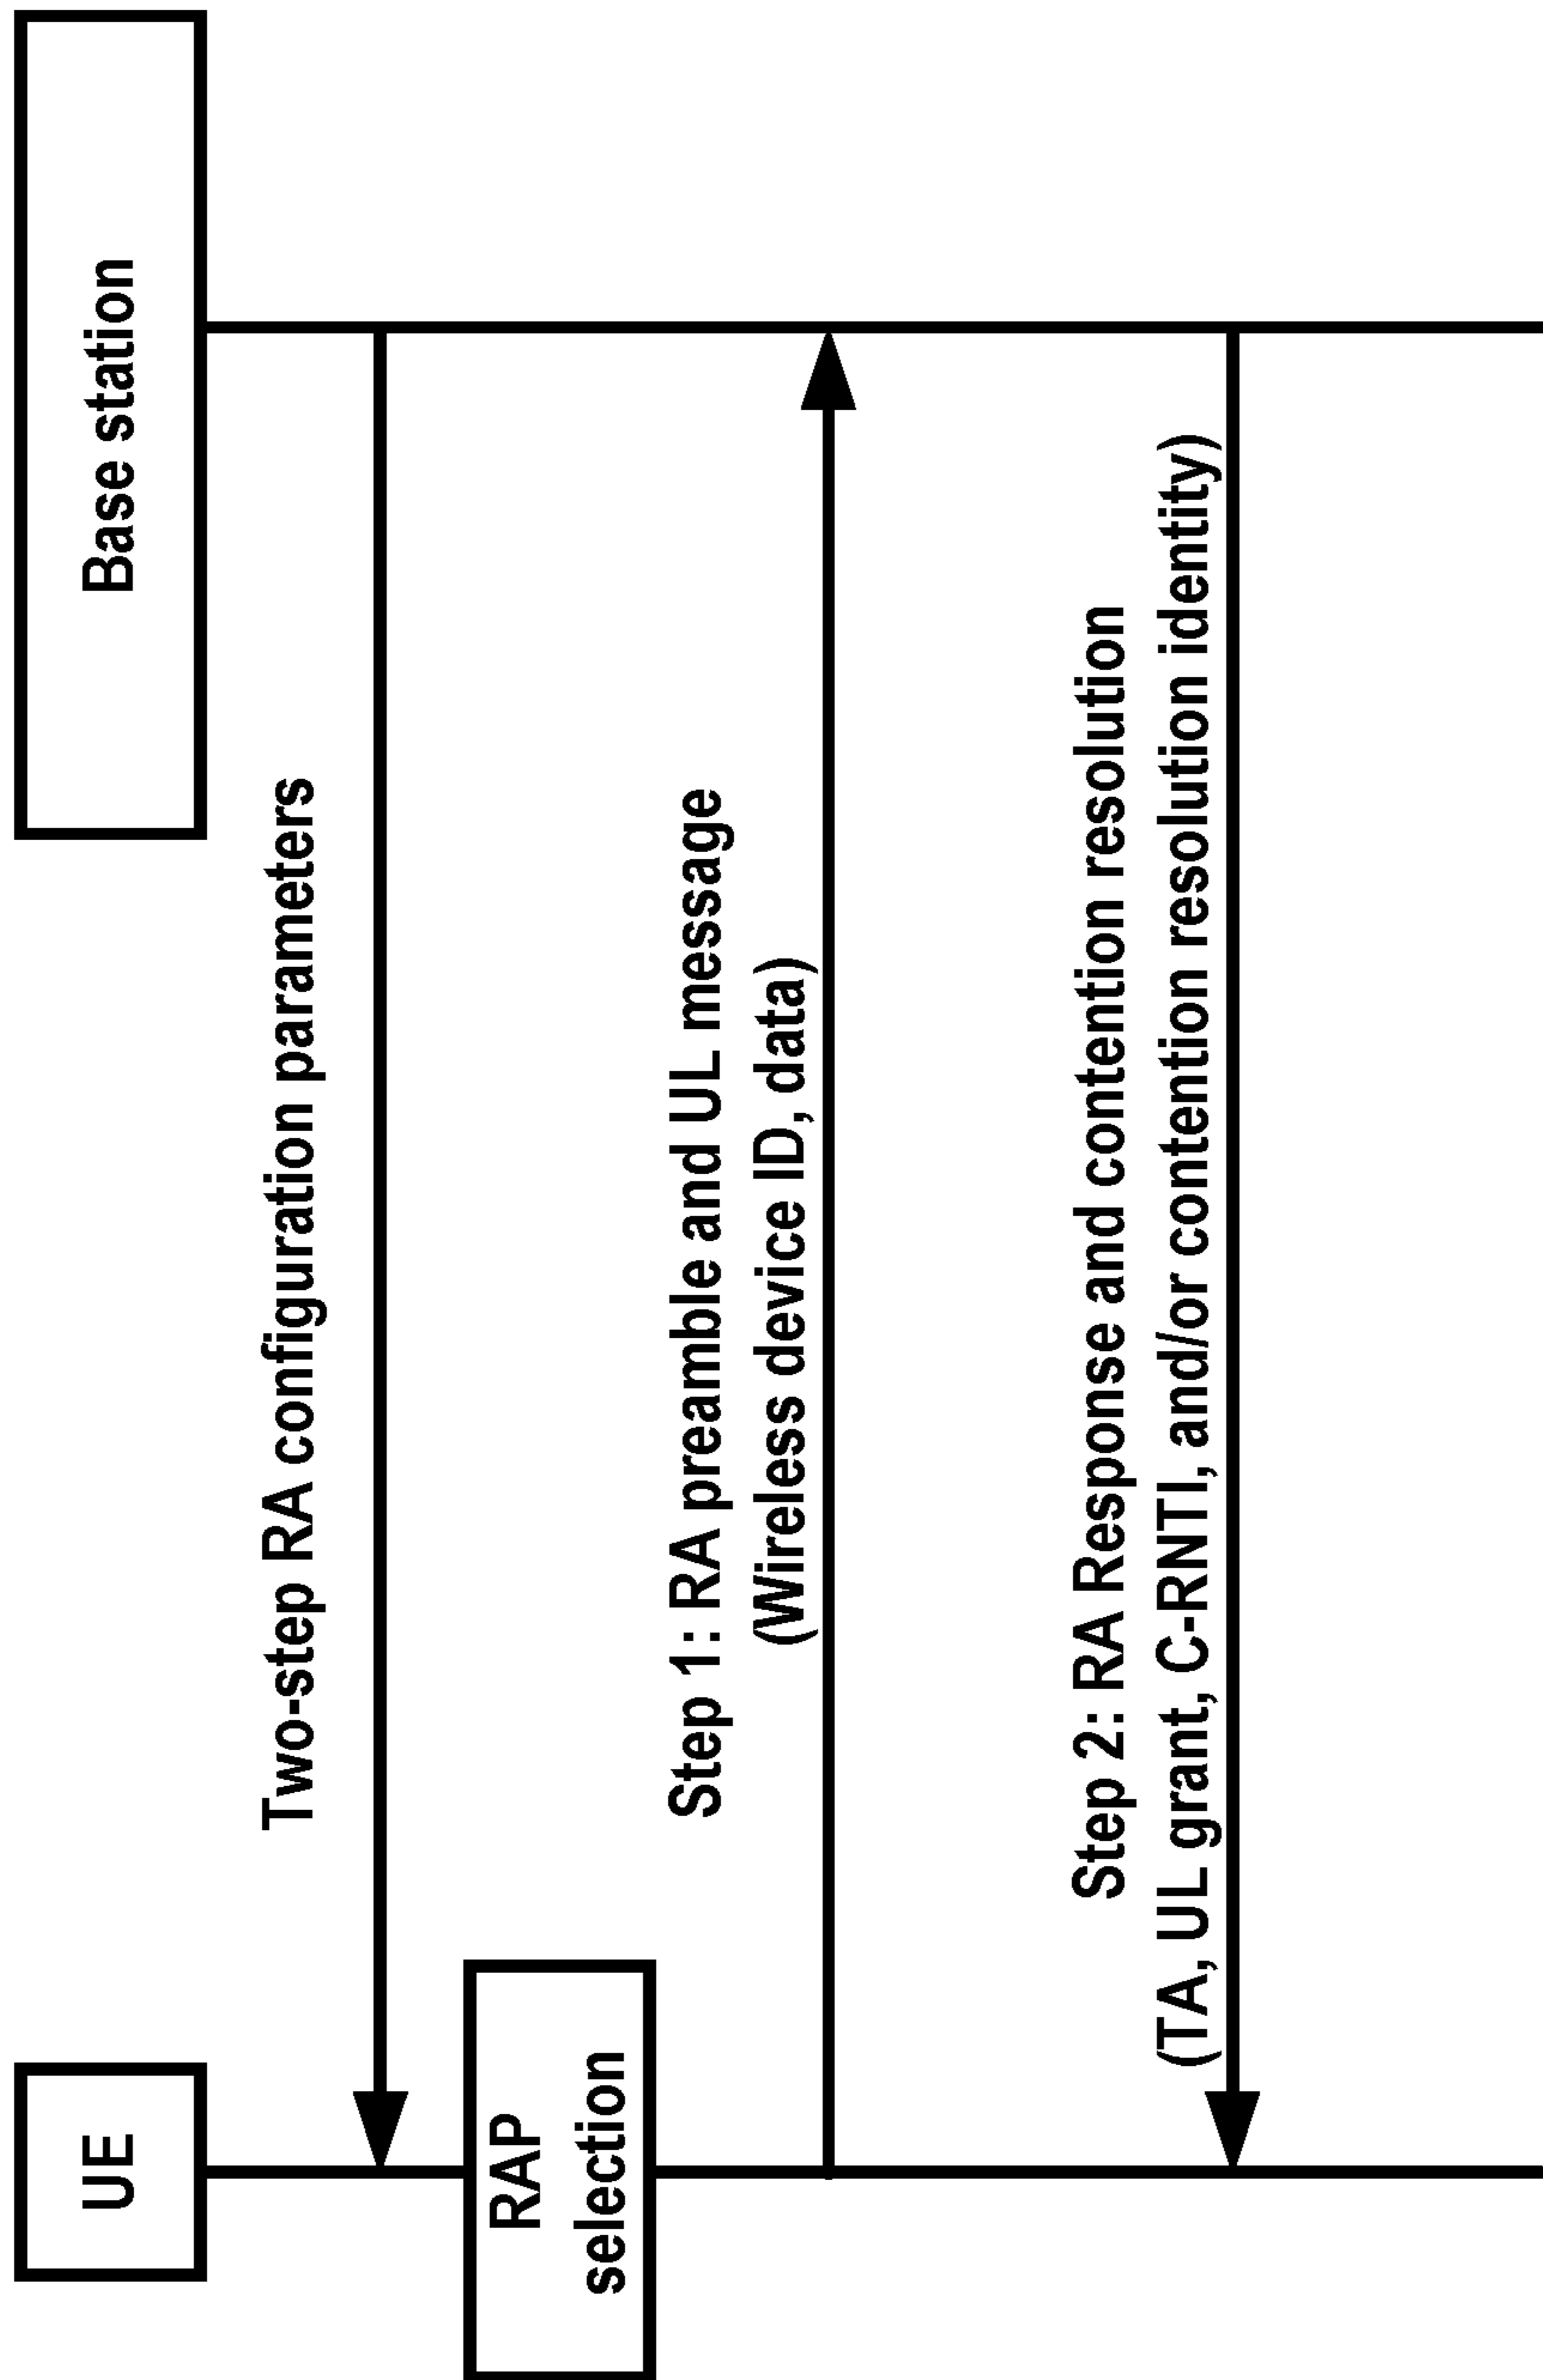 UE
Base station
Two-step RA configuration parameters
RAP
selection
Step 1: RA preamble and UL message
(Wireless device ID, data)
Step 2: RA Response and contention resolution
(TA, UL grant, C-RNTI, and/or contention resolution identity)